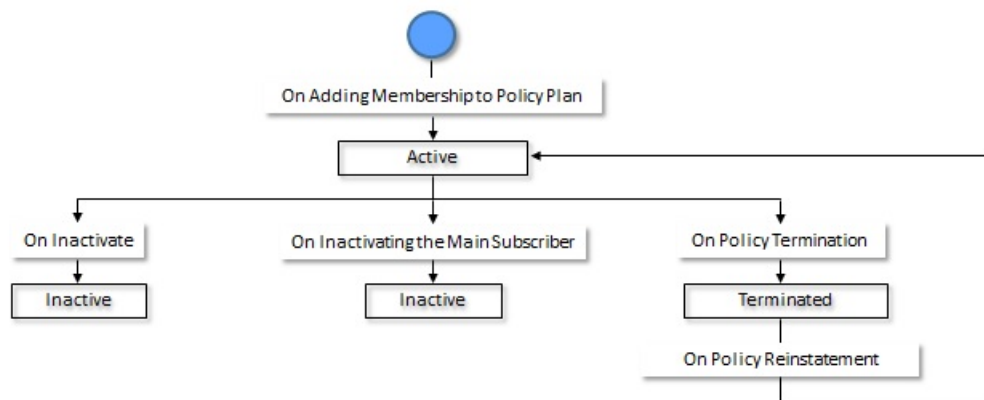 On Adding Membership to Policy Plan
Active
On Inactivate
On Inactivating the Main Subscriber
On Policy Termination
Inactive
Inactive
Terminated
On Policy Reinstatement